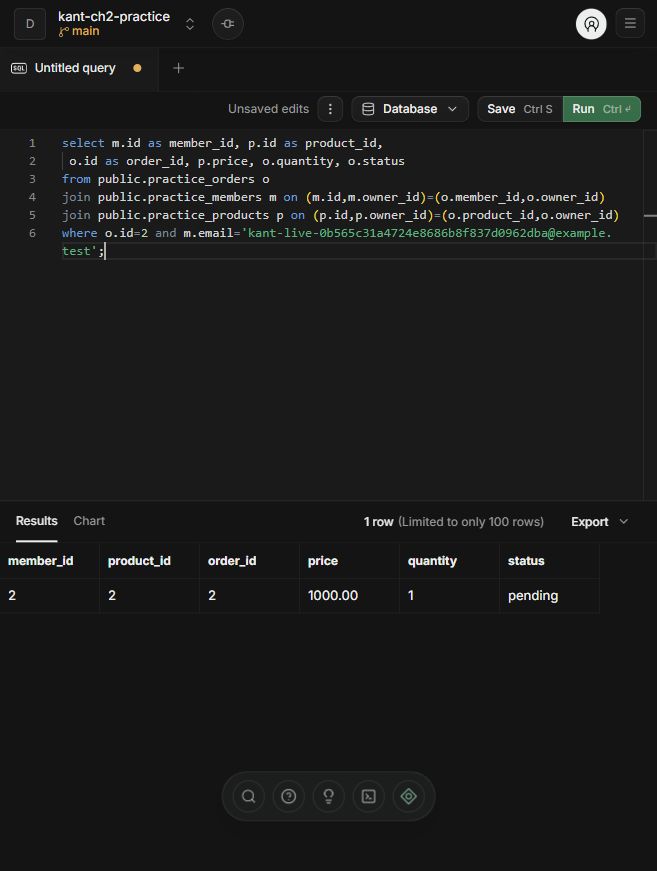 D
kant-ch2-practice
main
SQL Untitled query
Unsaved edits
Database
Save Ctrl S
Run Ctrl ↵
1 select m.id as member_id, p.id as product_id,
2 o.id as order_id, p.price, o.quantity, o.status
3 from public.practice_orders o
4 join public.practice_members m on (m.id,m.owner_id)=(o.member_id,o.owner_id)
5 join public.practice_products p on (p.id,p.owner_id)=(o.product_id,o.owner_id)
6 where o.id=2 and m.email='kant-live-0b565c31a4724e8686b8f837d0962dba@example.
test';
Results Chart 1 row (Limited to only 100 rows) Export
member_id product_id order_id price quantity status
2 2 2 1000.00 1 pending